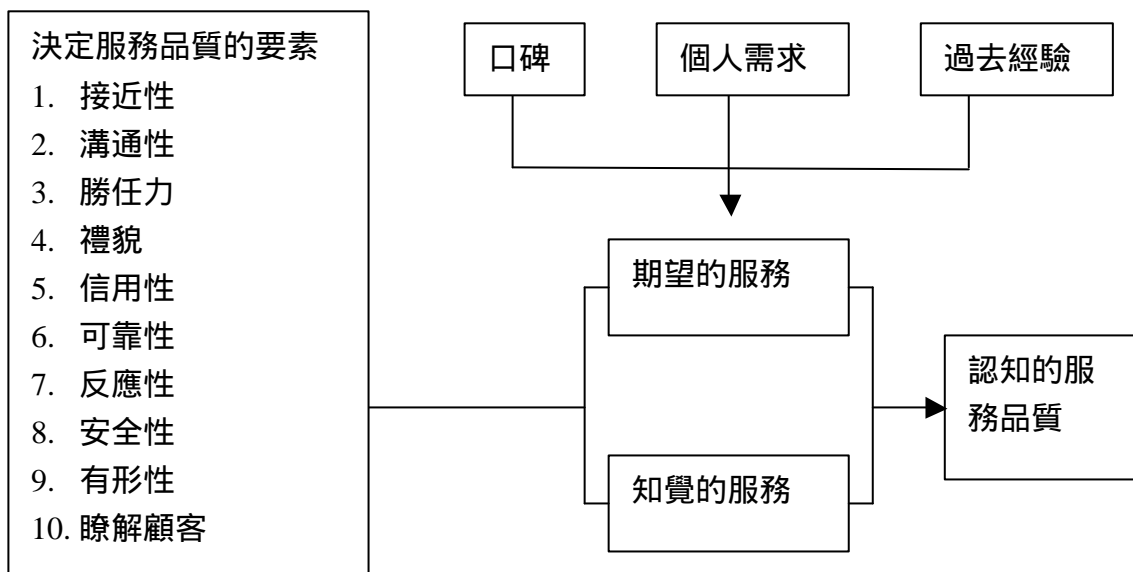 決定服務品質的要素
1. 接近性
2. 溝通性
3. 勝任力
4. 禮貌
5. 信用性
6. 可靠性
7. 反應性
8. 安全性
9. 有形性
10. 瞭解顧客
口碑
個人需求
過去經驗
期望的服務
知覺的服務
認知的服
務品質